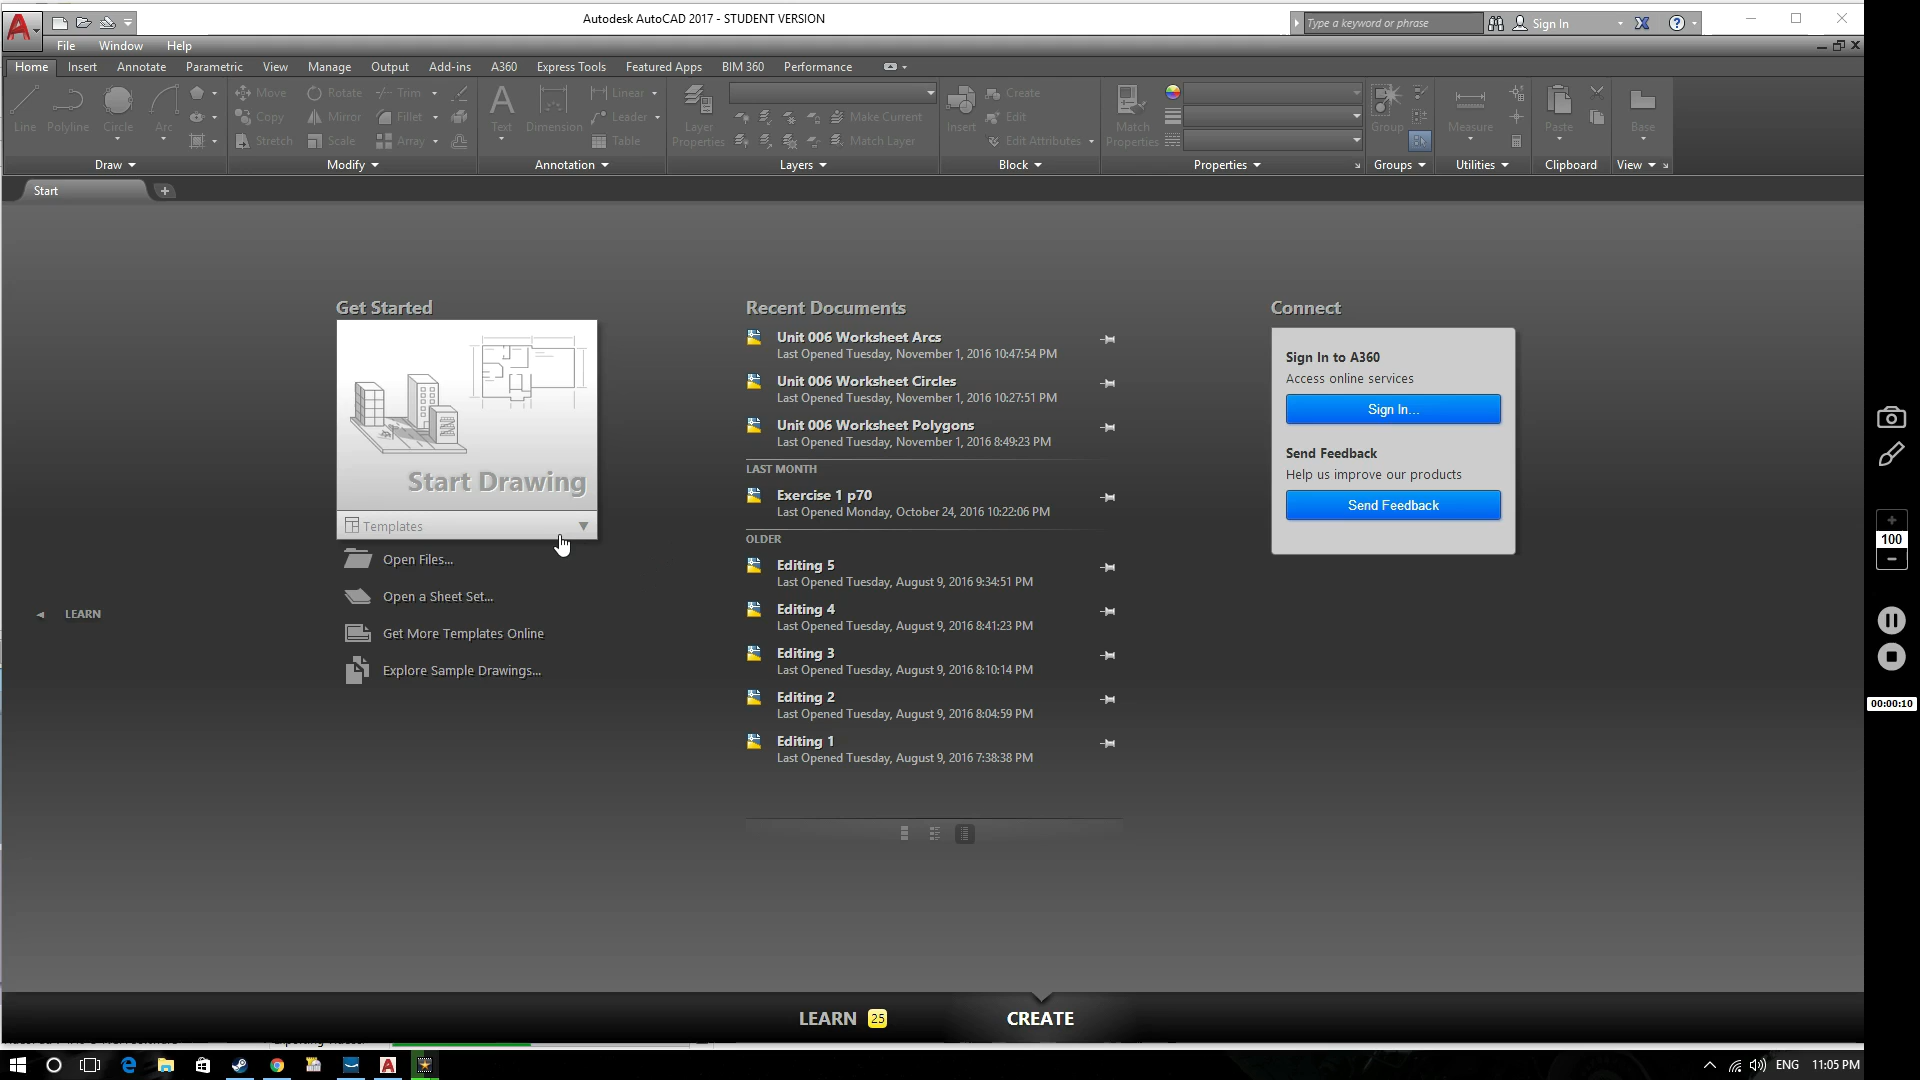 Autodesk AutoCAD 2017 - STUDENT VERSION
Type a keyword or phrase
Sign In
File Window Help
Home Insert Annotate Parametric View Manage Output Add-ins A360 Express Tools Featured Apps BIM 360 Performance
Line Polyline Circle Arc
Move Rotate Trim
Copy Mirror Fillet
Stretch Scale Array
Text Dimension
Linear
Leader
Table
Layer Properties
Make Current
Match Layer
Insert
Create
Edit
Edit Attributes
Match Properties
Group
Measure
Paste
Base
Draw Modify Annotation Layers Block Properties Groups Utilities Clipboard View
Start
Get Started
Start Drawing
Templates
Open Files...
Open a Sheet Set...
Get More Templates Online
Explore Sample Drawings...
LEARN
Recent Documents
Unit 006 Worksheet Arcs
Last Opened Tuesday, November 1, 2016 10:47:54 PM
Unit 006 Worksheet Circles
Last Opened Tuesday, November 1, 2016 10:27:51 PM
Unit 006 Worksheet Polygons
Last Opened Tuesday, November 1, 2016 8:49:23 PM
LAST MONTH
Exercise 1 p70
Last Opened Monday, October 24, 2016 10:22:06 PM
OLDER
Editing 5
Last Opened Tuesday, August 9, 2016 9:34:51 PM
Editing 4
Last Opened Tuesday, August 9, 2016 8:41:23 PM
Editing 3
Last Opened Tuesday, August 9, 2016 8:10:14 PM
Editing 2
Last Opened Tuesday, August 9, 2016 8:04:59 PM
Editing 1
Last Opened Tuesday, August 9, 2016 7:38:38 PM
Connect
Sign In to A360
Access online services
Sign In...
Send Feedback
Help us improve our products
Send Feedback
100
00:00:10
LEARN 25 CREATE
ENG 11:05 PM